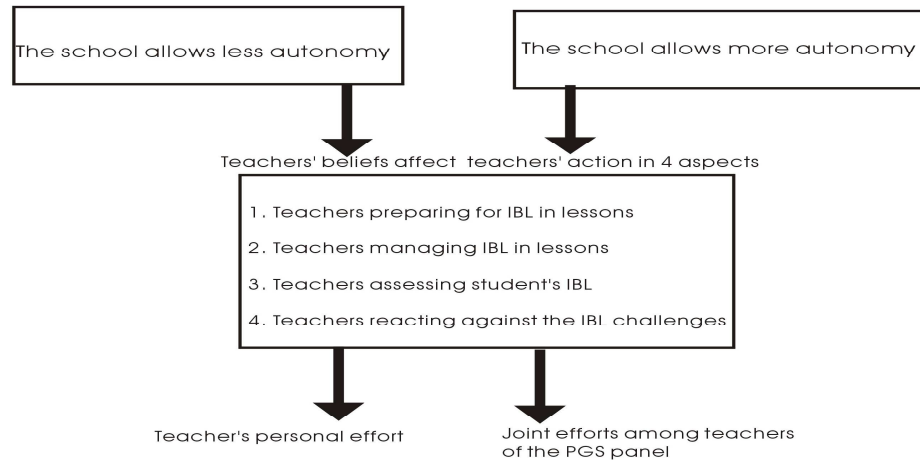 The school allows less autonomy
The school allows more autonomy
Teachers' beliefs affect teachers' action in 4 aspects
1. Teachers preparing for IBL in lessons
2. Teachers managing IBL in lessons
3. Teachers assessing student's IBL
4. Teachers reacting against the IBL challenges
Teacher's personal effort
Joint efforts among teachers
of the PGS panel